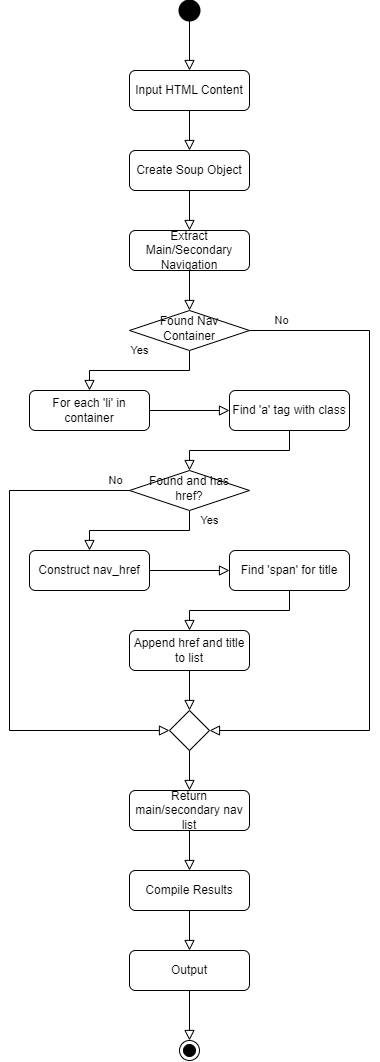 Input HTML Content
Create Soup Object
Extract
Main/Secondary
Navigation
Found Nav
Container
No
Yes
For each 'li' in
container
Find 'a' tag with class
No
Found and has
href?
Yes
Construct nav_href
Find 'span' for title
Append href and title
to list
Return
main/secondary nav
list
Compile Results
Output